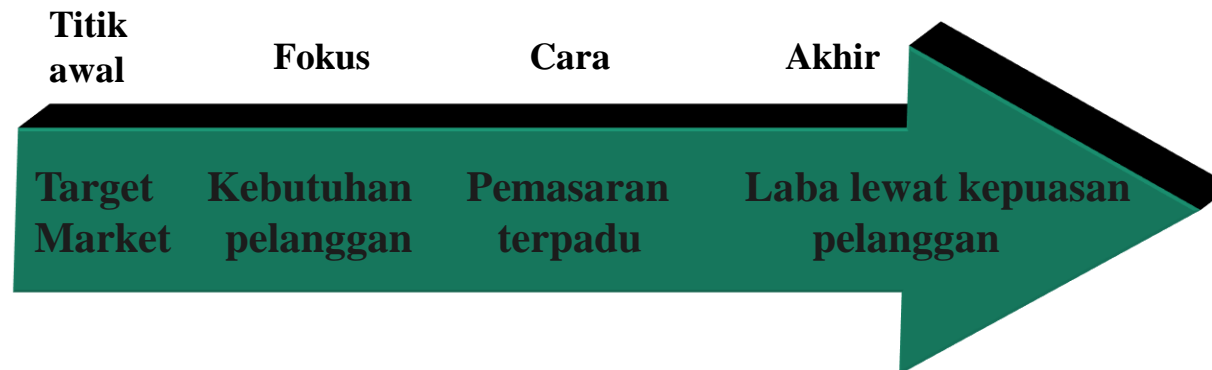 Titik
awal
Fokus
Cara
Akhir
Target
Market
Kebutuhan
pelanggan
Pemasaran
terpadu
Laba lewat kepuasan
pelanggan